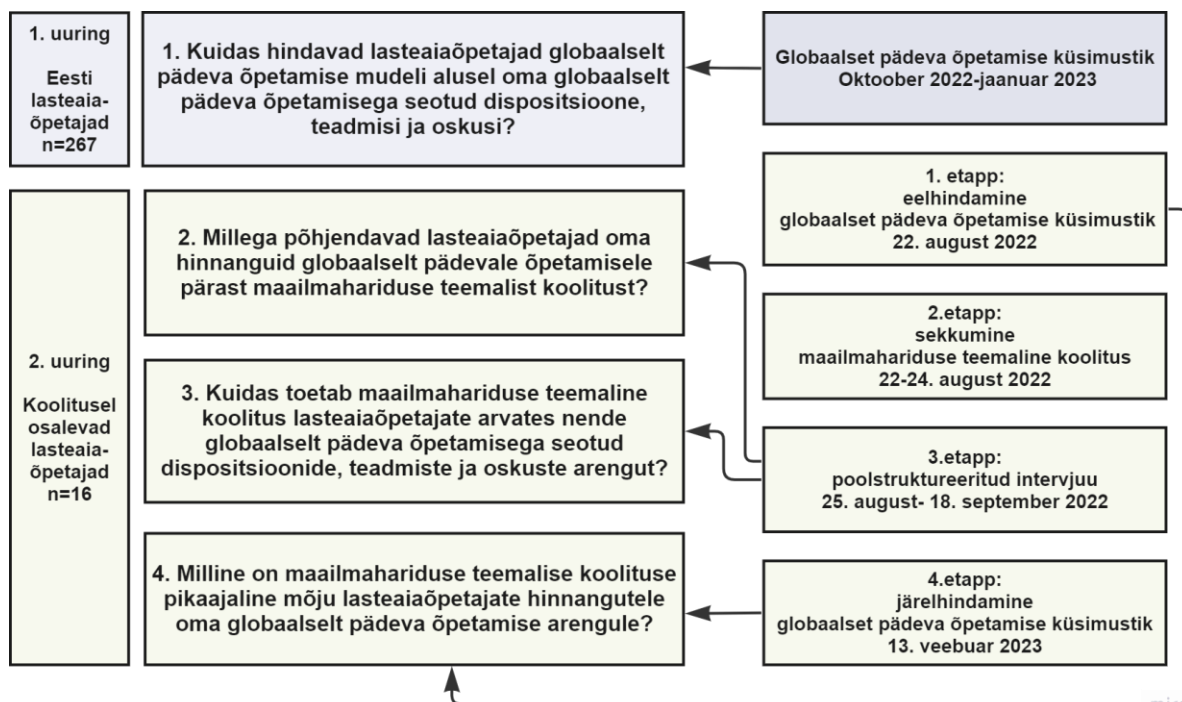 1. uuring
Eesti
lasteaia-
õpetajad
n=267
1. Kuidas hindavad lasteaiaõpetajad globaalselt
pädeva õpetamise mudeli alusel oma globaalselt
pädeva õpetamisega seotud dispositsioone,
teadmisi ja oskusi?
Globaalset pädeva õpetamise küsimustik
Oktoober 2022-jaanuar 2023
2. uuring
Koolitusel
osalevad
lasteaia-
õpetajad
n=16
2. Millega põhjendavad lasteaiaõpetajad oma
hinnanguid globaalselt pädevale õpetamisele
pärast maailmahariduse teemalist koolitust?
3. Kuidas toetab maailmahariduse teemaline
koolitus lasteaiaõpetajate arvates nende
globaalselt pädeva õpetamisega seotud
dispositsioonide, teadmiste ja oskuste arengut?
4. Milline on maailmahariduse teemalise koolituse
pikaajaline mõju lasteaiaõpetajate hinnangutele
oma globaalselt pädeva õpetamise arengule?
1. etapp:
eelhindamine
globaalset pädeva õpetamise küsimustik
22. august 2022
2.etapp:
sekkumine
maailmahariduse teemaline koolitus
22-24. august 2022
3.etapp:
poolstruktureeritud intervjuu
25. august- 18. september 2022
4.etapp:
järelhindamine
globaalset pädeva õpetamise küsimustik
13. veebuar 2023